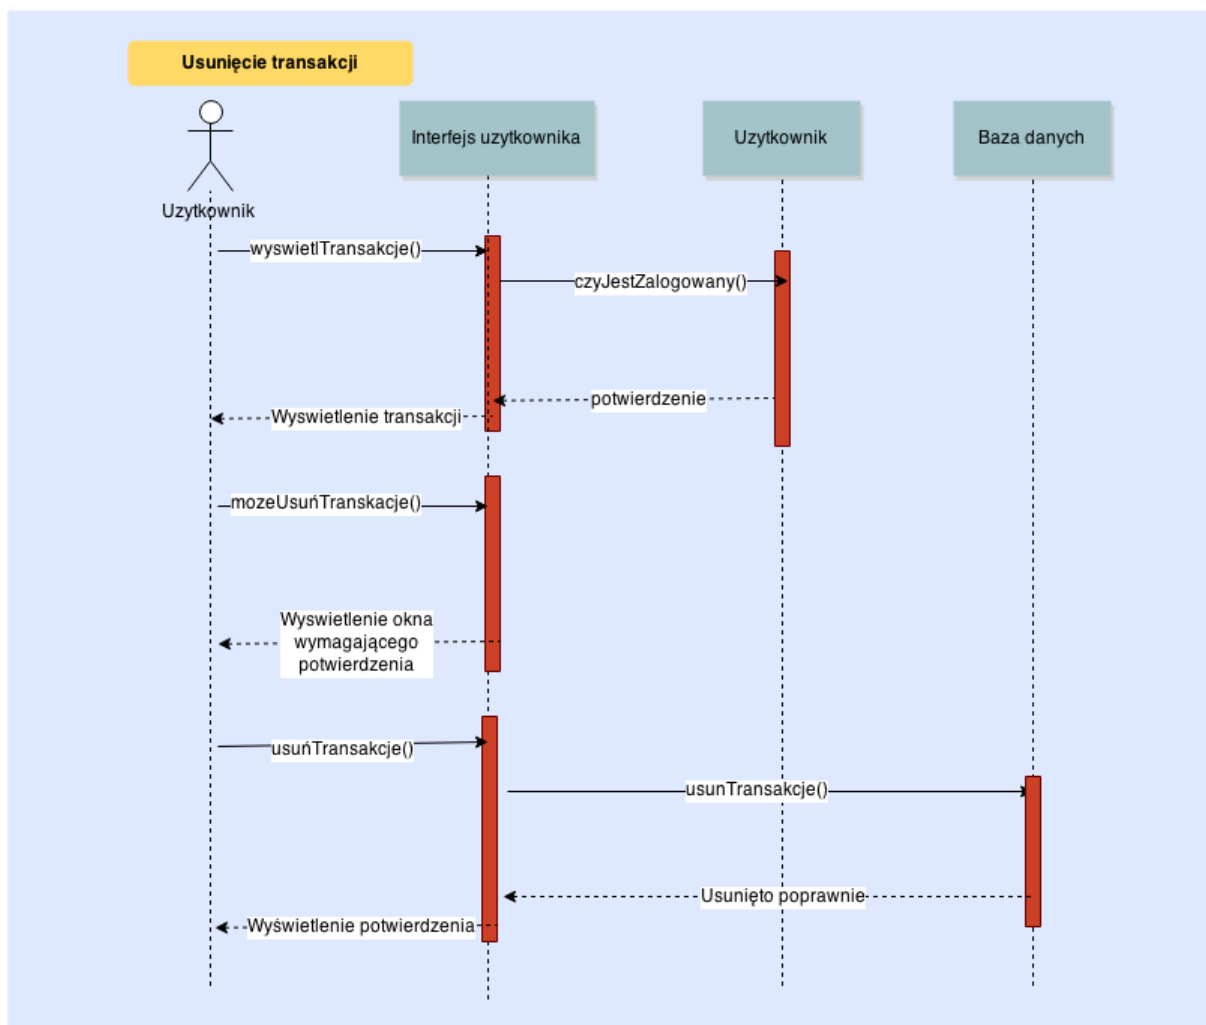 Usunięcie transakcji
Interfejs uzytkownika
Uzytkownik
Baza danych
Uzytkownik
wyswietlTransakcje()
czyJestZalogowany()
potwierdzenie
Wyswietlenie transakcji
mozeUsuńTranskacje()
Wyswietlenie okna
wymagającego
potwierdzenia
usuńTransakcje()
usunTransakcje()
Usunięto poprawnie
Wyświetlenie potwierdzenia